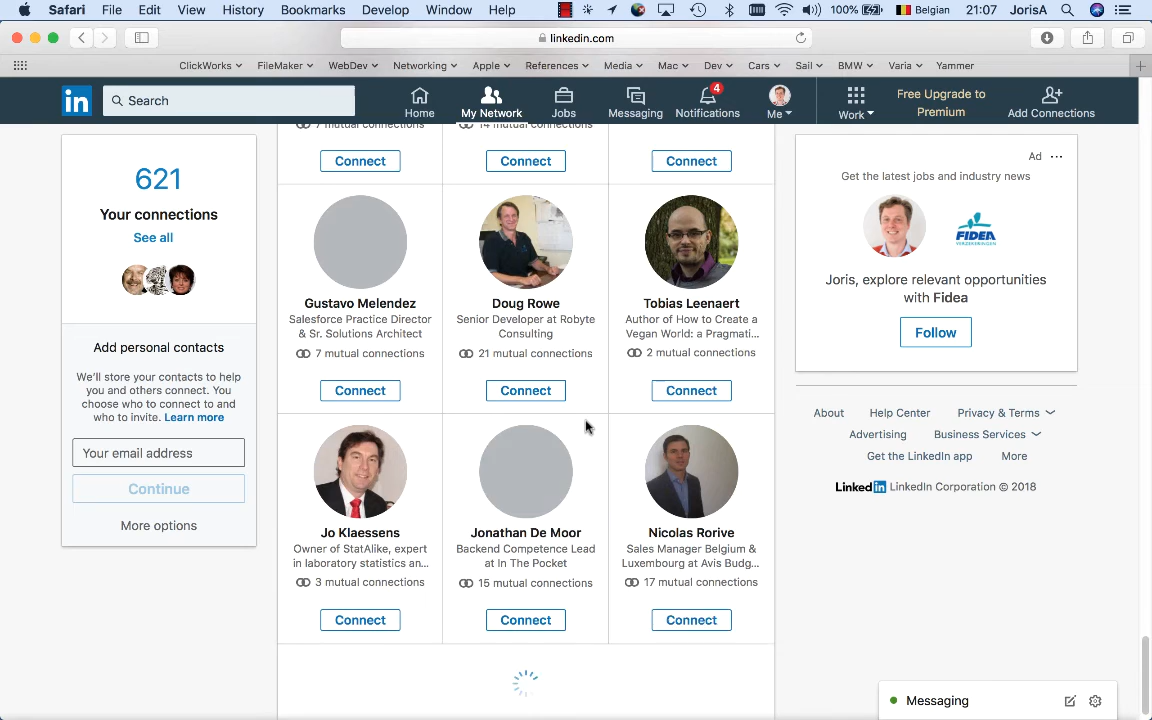 Safari File Edit View History Bookmarks Develop Window Help 100% Belgian 21:07 JorisA
linkedin.com
ClickWorks FileMaker WebDev Networking Apple References Media Mac Dev Cars Sail BMW Varia Yammer
in Search
Home My Network Jobs Messaging 4 Notifications Me Work
Free Upgrade to
Premium
Add Connections
621
Your connections
See all
Add personal contacts
We'll store your contacts to help
you and others connect. You
choose who to connect to and
who to invite. Learn more
Your email address
Continue
More options
7 mutual connections
14 mutual connections
Connect Connect Connect
Gustavo Melendez
Salesforce Practice Director
& Sr. Solutions Architect
7 mutual connections
Connect
Doug Rowe
Senior Developer at Robyte
Consulting
21 mutual connections
Connect
Tobias Leenaert
Author of How to Create a
Vegan World: a Pragmati...
2 mutual connections
Connect
Jo Klaessens
Owner of StatAlike, expert
in laboratory statistics an...
3 mutual connections
Connect
Jonathan De Moor
Backend Competence Lead
at In The Pocket
15 mutual connections
Connect
Nicolas Rorive
Sales Manager Belgium &
Luxembourg at Avis Budg...
17 mutual connections
Connect
Ad
Get the latest jobs and industry news
FIDEA
VERZEKERINGEN
Joris, explore relevant opportunities
with Fidea
Follow
About Help Center Privacy & Terms
Advertising Business Services
Get the LinkedIn app More
Linked in LinkedIn Corporation © 2018
Messaging